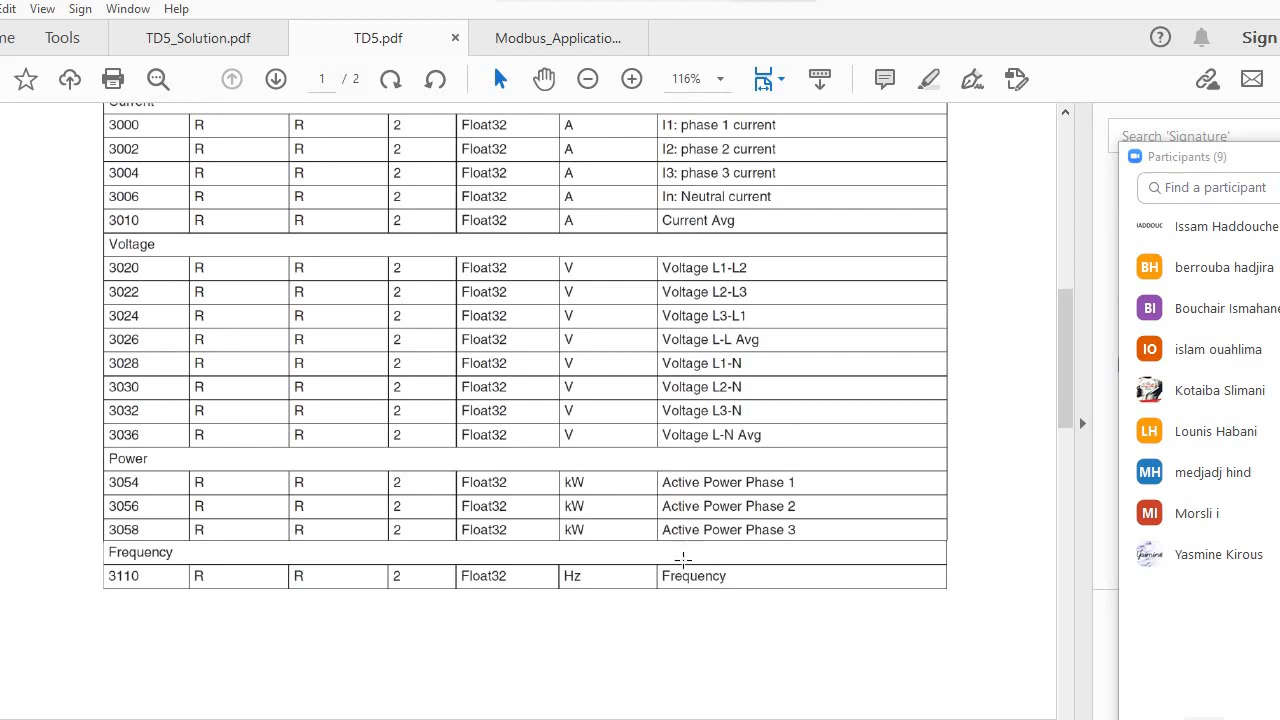 Edit View Sign Window Help
me Tools TD5_Solution.pdf TD5.pdf × Modbus_Applicatio... Sign
1 / 2 116%
Current
3000 R R 2 Float32 A I1: phase 1 current
3002 R R 2 Float32 A I2: phase 2 current
3004 R R 2 Float32 A I3: phase 3 current
3006 R R 2 Float32 A In: Neutral current
3010 R R 2 Float32 A Current Avg
Voltage
3020 R R 2 Float32 V Voltage L1-L2
3022 R R 2 Float32 V Voltage L2-L3
3024 R R 2 Float32 V Voltage L3-L1
3026 R R 2 Float32 V Voltage L-L Avg
3028 R R 2 Float32 V Voltage L1-N
3030 R R 2 Float32 V Voltage L2-N
3032 R R 2 Float32 V Voltage L3-N
3036 R R 2 Float32 V Voltage L-N Avg
Power
3054 R R 2 Float32 kW Active Power Phase 1
3056 R R 2 Float32 kW Active Power Phase 2
3058 R R 2 Float32 kW Active Power Phase 3
Frequency
3110 R R 2 Float32 Hz Frequency
Search 'Signature'
Participants (9)
Find a participant
HADDOUC Issam Haddouche
BH berrouba hadjira
BI Bouchair Ismahane
IO islam ouahlima
Kotaiba Slimani
LH Lounis Habani
MH medjadj hind
MI Morsli i
Yasmine Yasmine Kirous